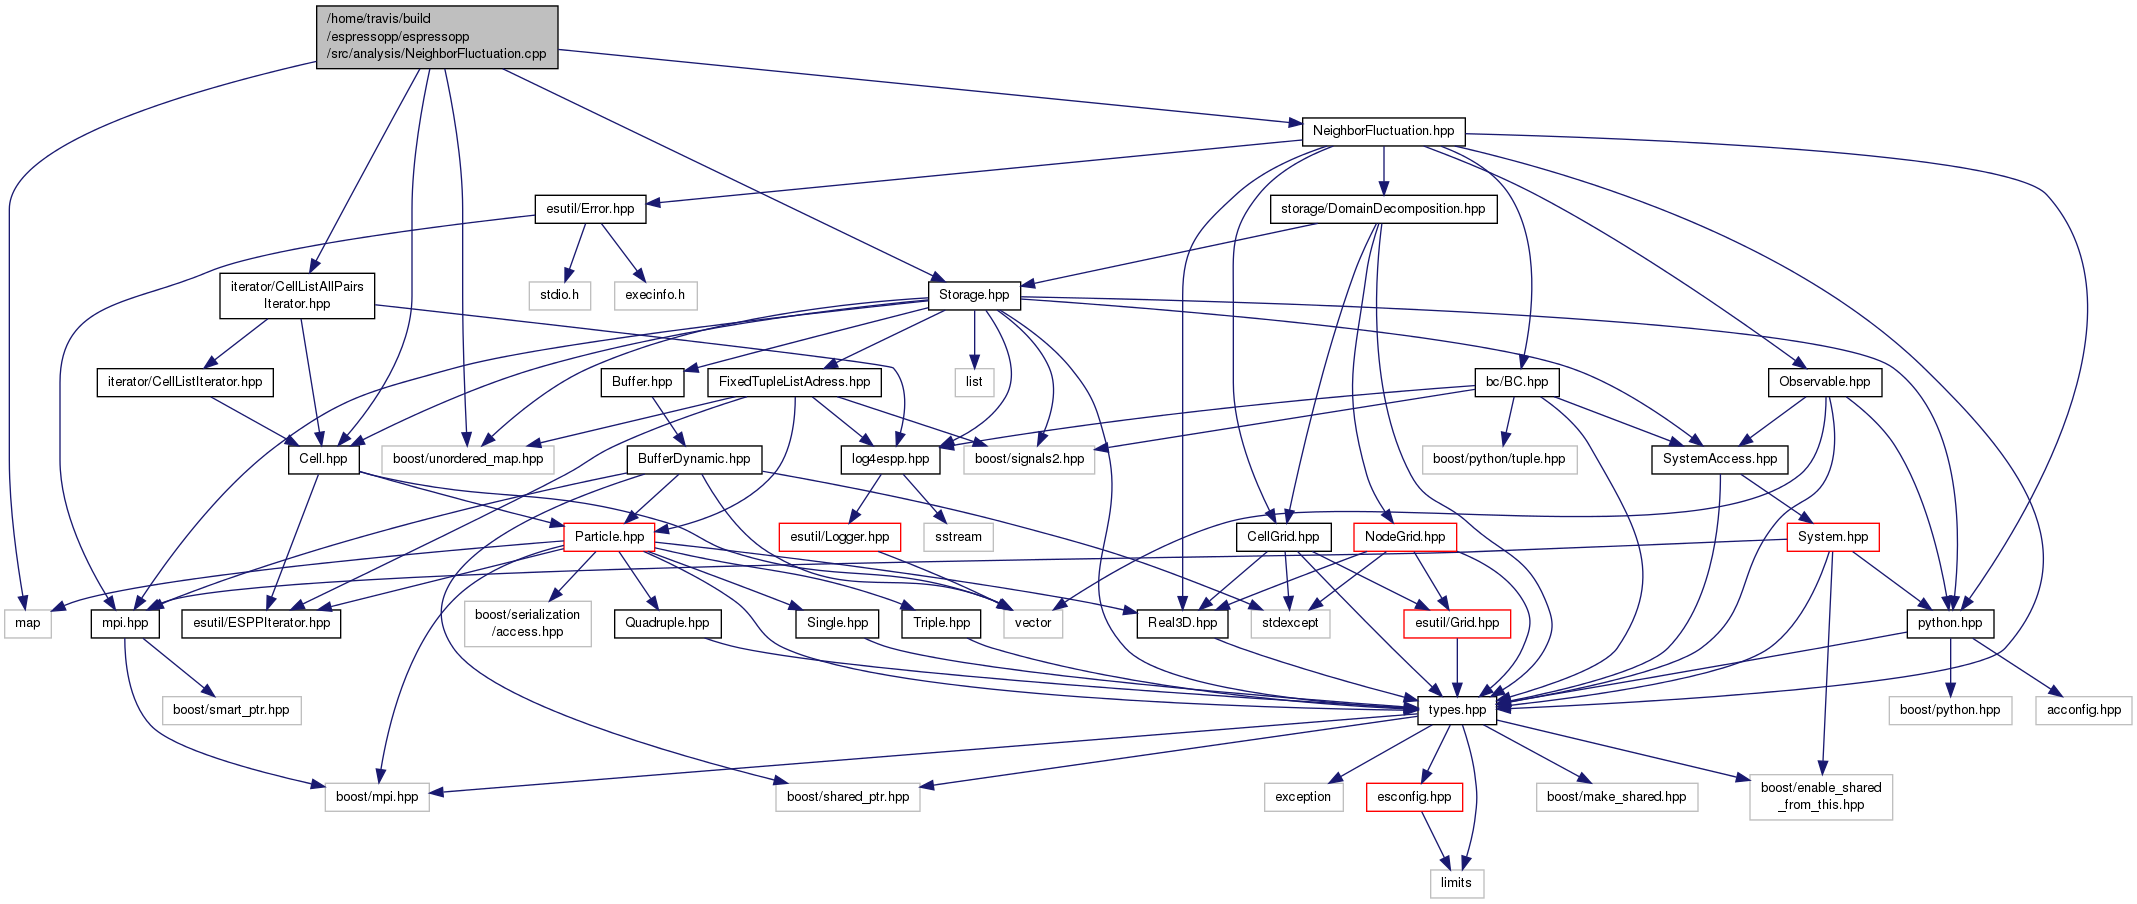 /home/travis/build
/espressopp/espressopp
/src/analysis/NeighborFluctuation.cpp
NeighborFluctuation.hpp
esutil/Error.hpp
storage/DomainDecomposition.hpp
iterator/CellListAllPairs
Iterator.hpp
stdio.h
execinfo.h
Storage.hpp
iterator/CellListIterator.hpp
Buffer.hpp
FixedTupleListAdress.hpp
list
bc/BC.hpp
Observable.hpp
Cell.hpp
boost/unordered_map.hpp
BufferDynamic.hpp
log4espp.hpp
boost/signals2.hpp
boost/python/tuple.hpp
SystemAccess.hpp
Particle.hpp
esutil/Logger.hpp
sstream
CellGrid.hpp
NodeGrid.hpp
System.hpp
map
mpi.hpp
esutil/ESPPIterator.hpp
boost/serialization
/access.hpp
Quadruple.hpp
Single.hpp
Triple.hpp
vector
Real3D.hpp
stdexcept
esutil/Grid.hpp
python.hpp
boost/smart_ptr.hpp
types.hpp
boost/python.hpp
acconfig.hpp
boost/mpi.hpp
boost/shared_ptr.hpp
exception
esconfig.hpp
boost/make_shared.hpp
boost/enable_shared
_from_this.hpp
limits